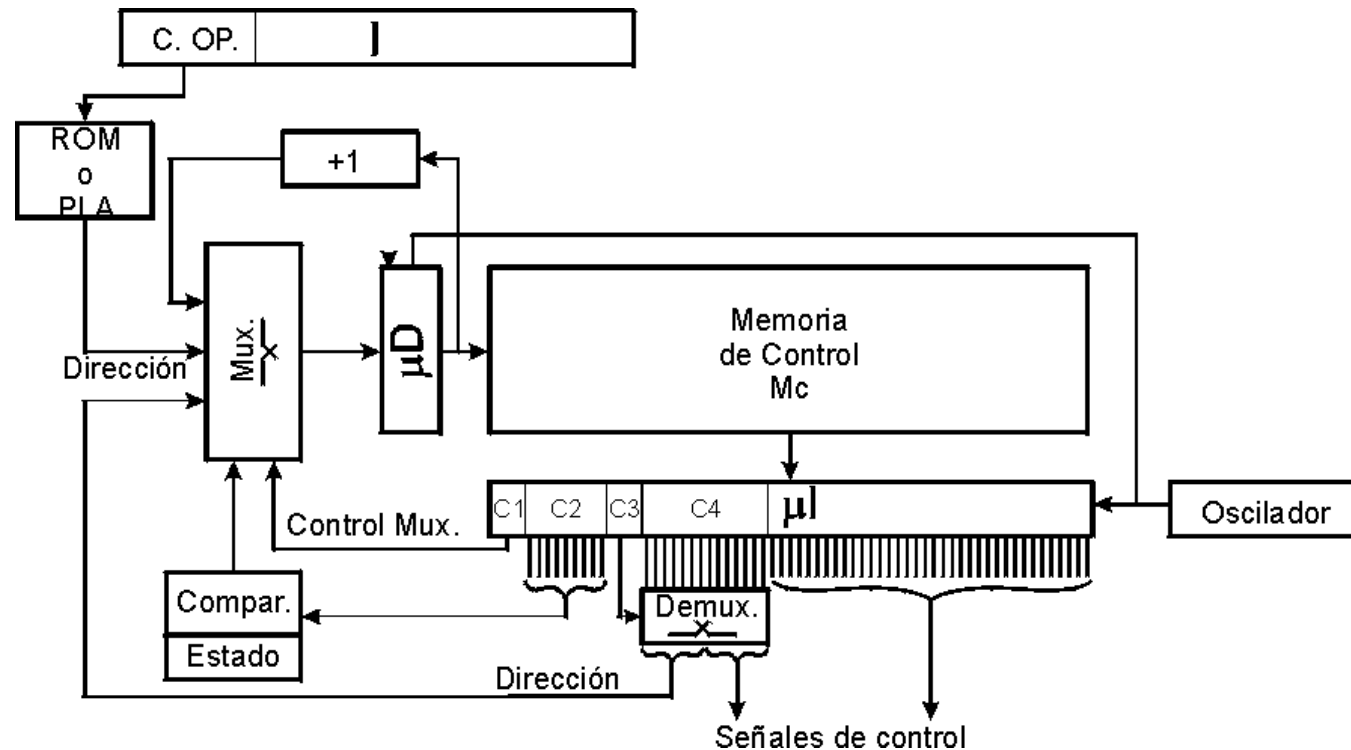 C. OP.
I
ROM
o
PLA
+1
Mux.
Dirección
μD
Memoria
de Control
Mc
C1
C2
C3
C4
μI
Oscilador
Control Mux.
Compar.
Estado
Demux.
Dirección
Señales de control